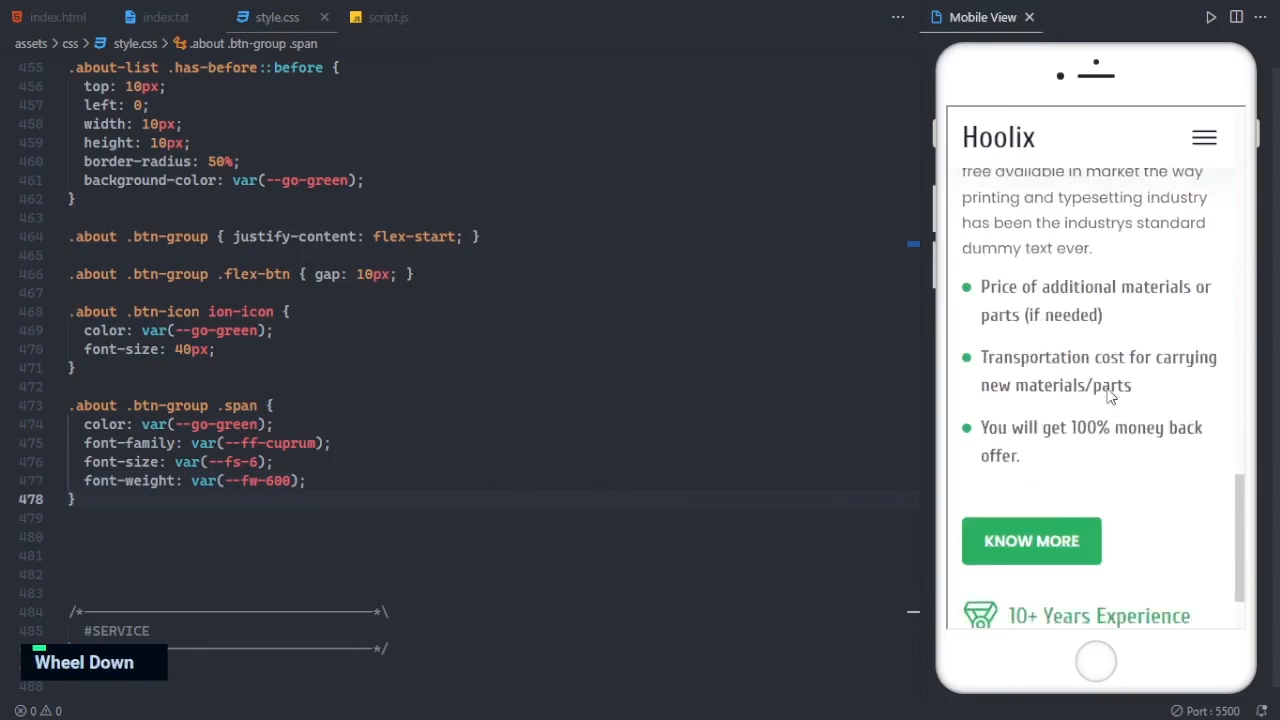 index.html index.txt style.css script.js Mobile View
assets > css > style.css > .about .btn-group .span
455 .about-list .has-before::before {
456 top: 10px;
457 left: 0;
458 width: 10px;
459 height: 10px;
460 border-radius: 50%;
461 background-color: var(--go-green);
462 }
463
464 .about .btn-group { justify-content: flex-start; }
465
466 .about .btn-group .flex-btn { gap: 10px; }
467
468 .about .btn-icon ion-icon {
469 color: var(--go-green);
470 font-size: 40px;
471 }
472
473 .about .btn-group .span {
474 color: var(--go-green);
475 font-family: var(--ff-cuprum);
476 font-size: var(--fs-6);
477 font-weight: var(--fw-600);
478 }
479
480
481
482
483
484 /*-----------------------------------*\
485 #SERVICE
-----------------------------------*/
488
Wheel Down
0 0
Hoolix
free available in market the way
printing and typesetting industry
has been the industrys standard
dummy text ever.
Price of additional materials or
parts (if needed)
Transportation cost for carrying
new materials/parts
You will get 100% money back
offer.
KNOW MORE
10+ Years Experience
Port : 5500